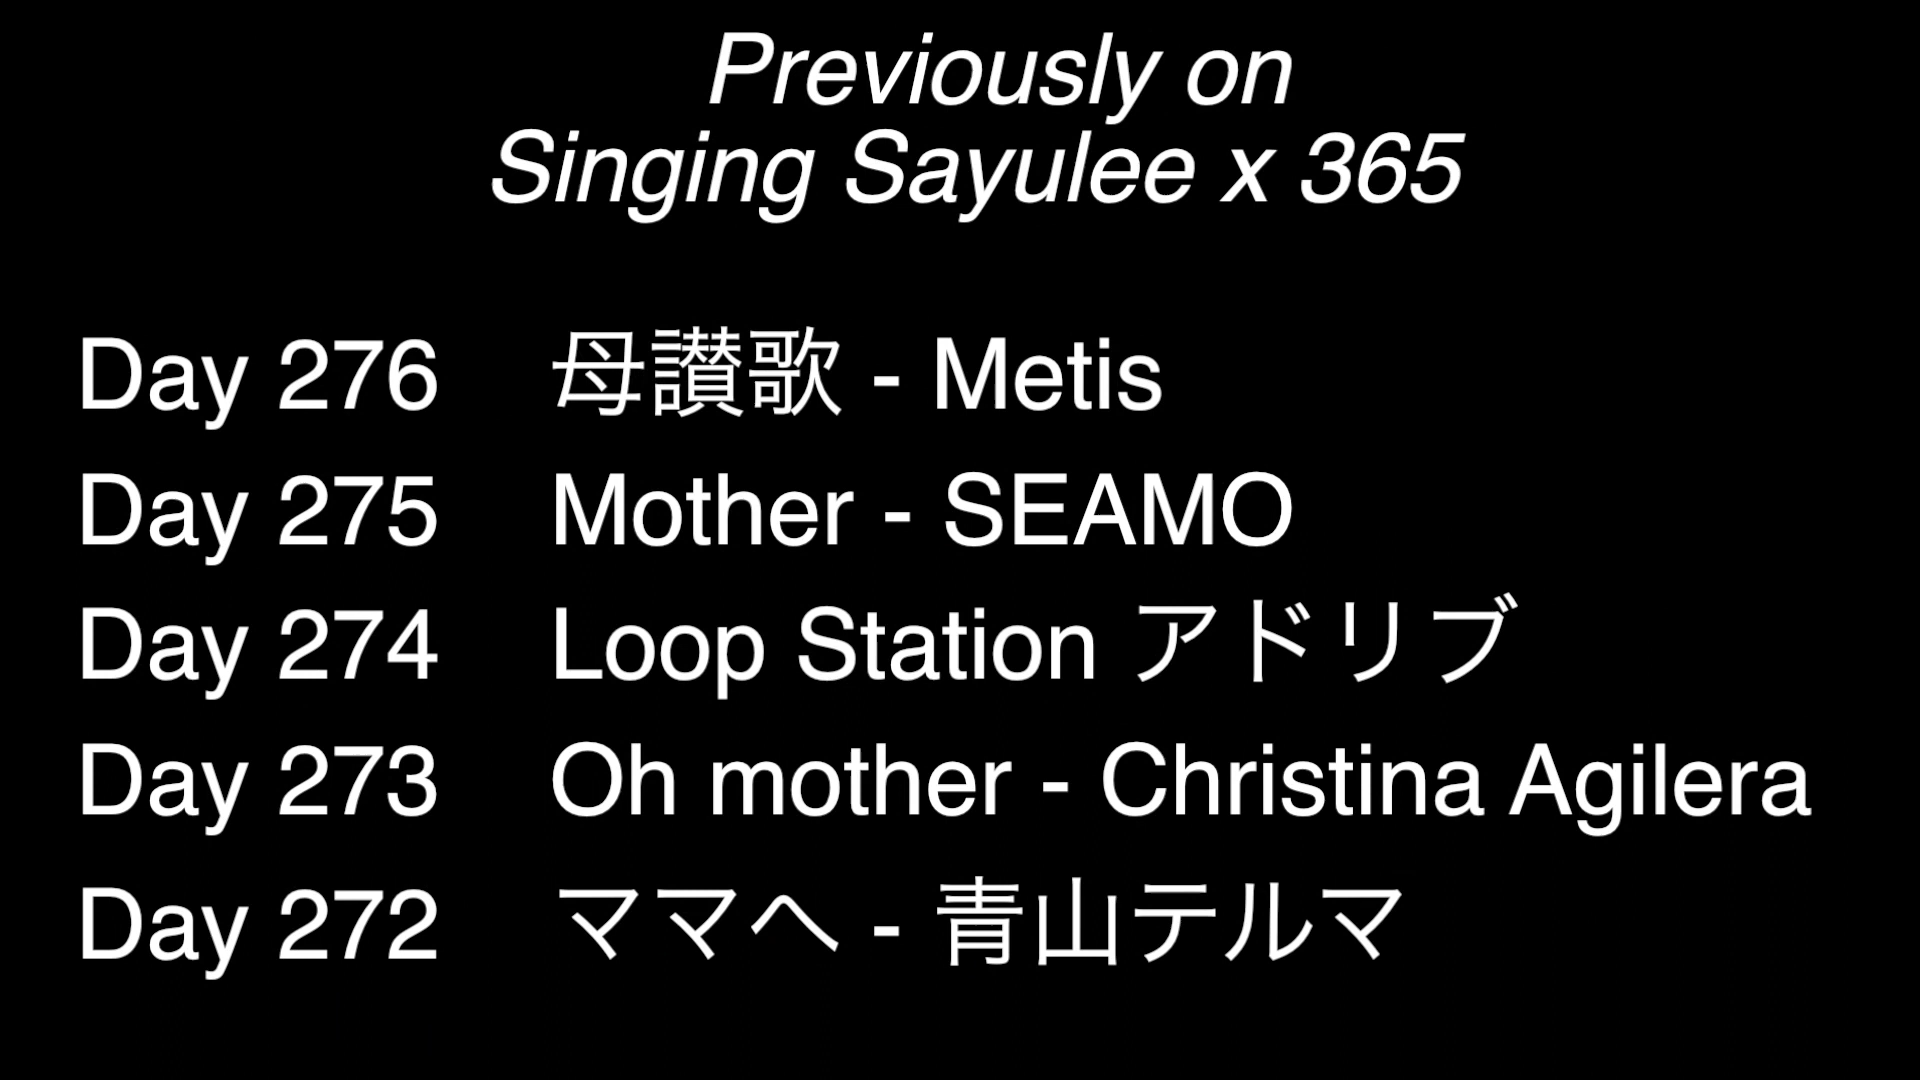 Previously on
Singing Sayulee x 365
Day 276 母讃歌 - Metis
Day 275 Mother - SEAMO
Day 274 Loop Station アドリブ
Day 273 Oh mother - Christina Agilera
Day 272 ママへ - 青山テルマ